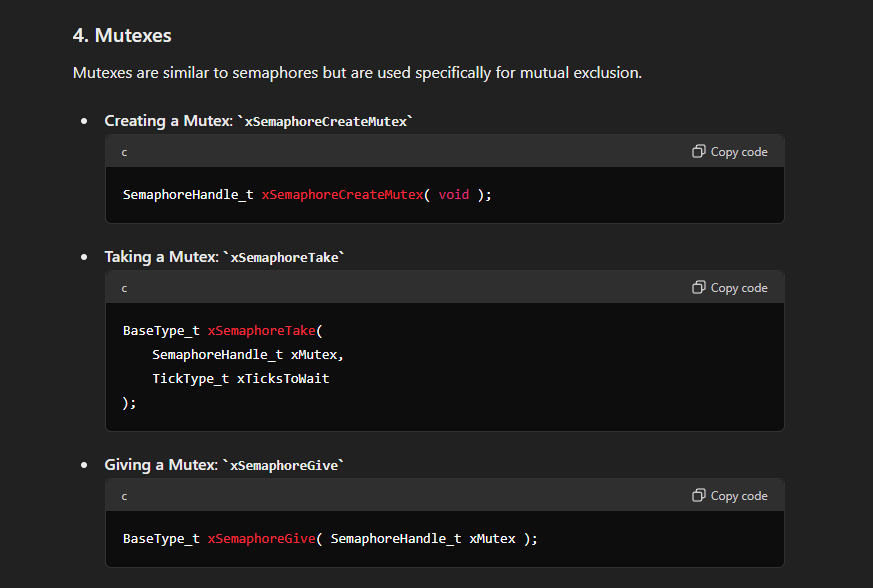 4. Mutexes
Mutexes are similar to semaphores but are used specifically for mutual exclusion.
• Creating a Mutex: `xSemaphoreCreateMutex`
c Copy code
SemaphoreHandle_t xSemaphoreCreateMutex( void );
• Taking a Mutex: `xSemaphoreTake`
c Copy code
BaseType_t xSemaphoreTake(
    SemaphoreHandle_t xMutex,
    TickType_t xTicksToWait
);
• Giving a Mutex: `xSemaphoreGive`
c Copy code
BaseType_t xSemaphoreGive( SemaphoreHandle_t xMutex );